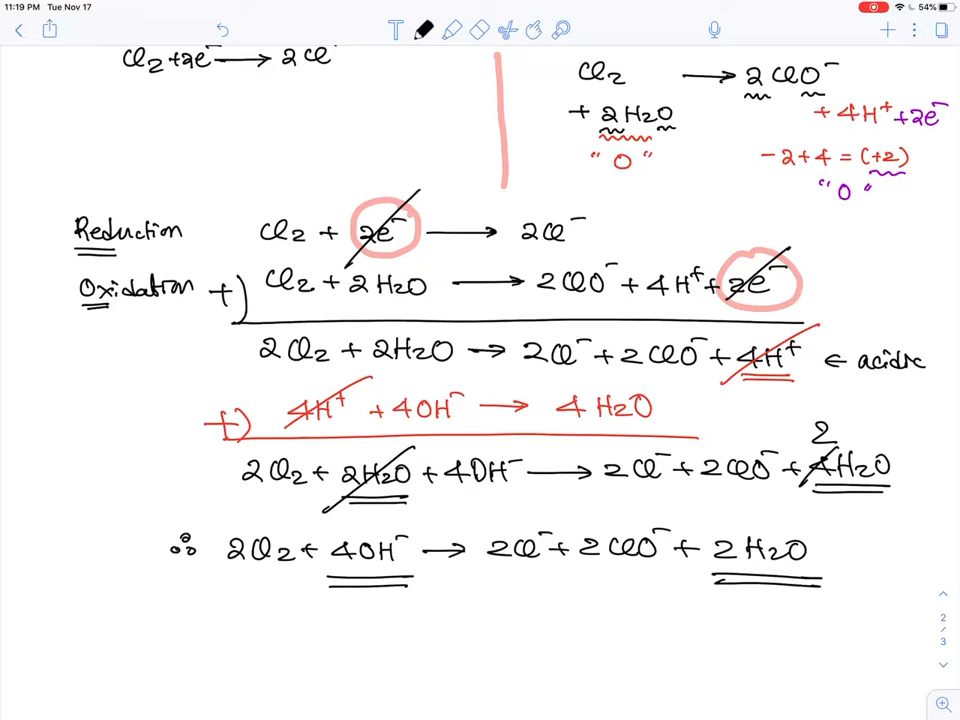 11:19 PM Tue Nov 17 54%
Cl₂+2e⁻ → 2Cl⁻
Cl₂ → 2ClO⁻
+ 2H₂O + 4H⁺ +2e⁻
"0" -2+4 = (+2)
"0"
Reduction Cl₂ + 2e⁻ → 2Cl⁻
Oxidation +) Cl₂ + 2H₂O → 2ClO⁻ + 4H⁺ + 2e⁻
2Cl₂ + 2H₂O → 2Cl⁻ + 2ClO⁻ + 4H⁺ ← acidic
+) 4H⁺ + 4OH⁻ → 4H₂O
2
2Cl₂ + 2H₂O + 4OH⁻ → 2Cl⁻ + 2ClO⁻ + 4H₂O
∴ 2Cl₂ + 4OH⁻ → 2Cl⁻ + 2ClO⁻ + 2H₂O
2
/
3